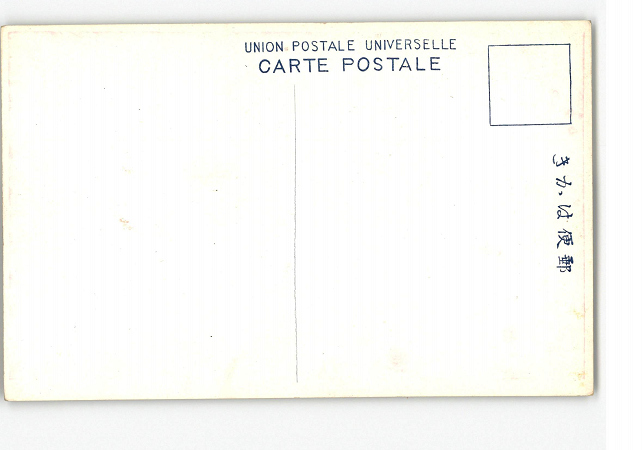 UNION POSTALE UNIVERSELLE
CARTE POSTALE
郵便はかき